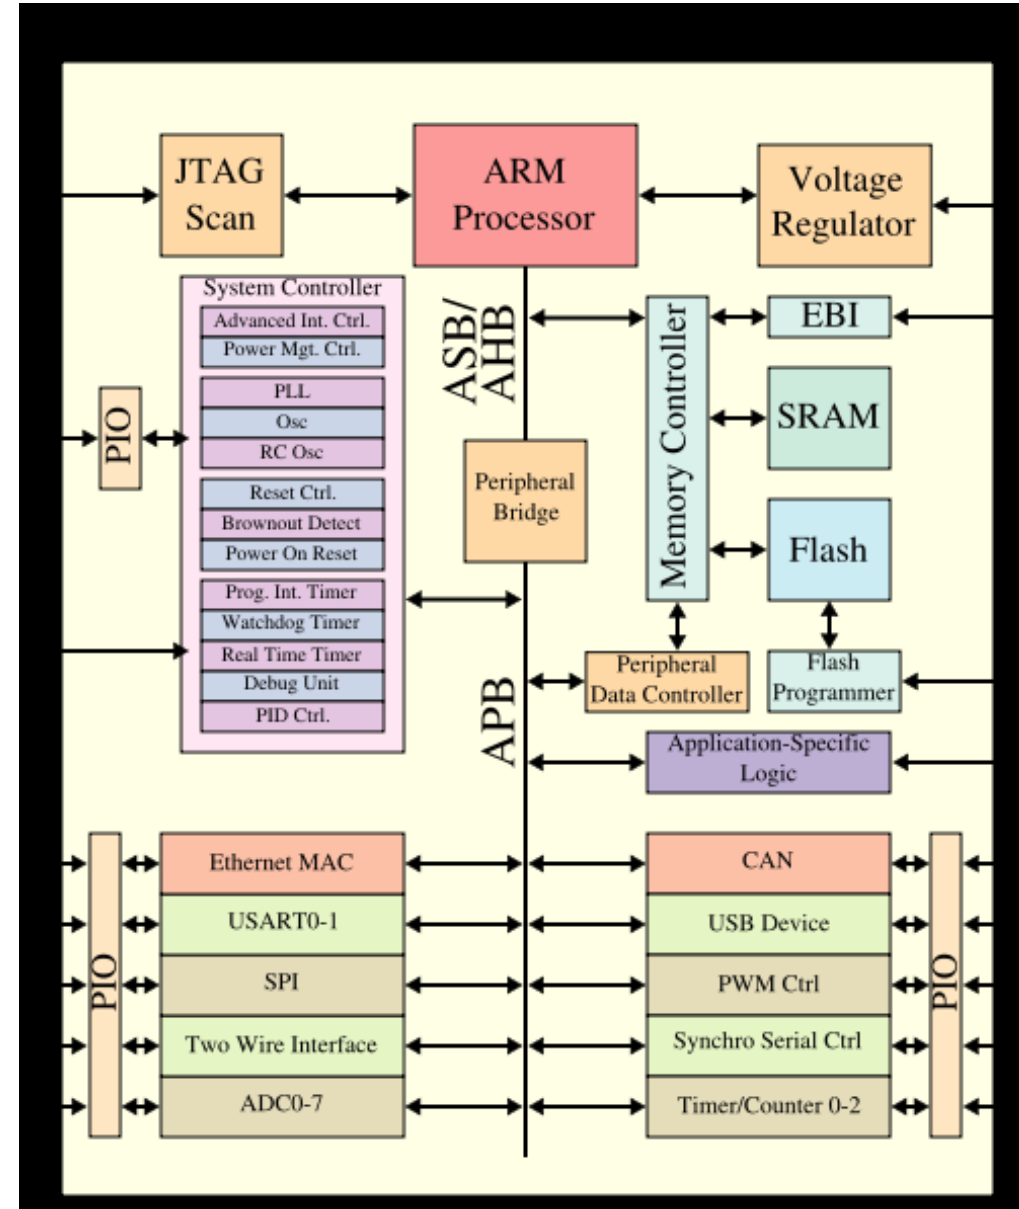 JTAG
Scan
ARM
Processor
Voltage
Regulator
System Controller
Advanced Int. Ctrl.
Power Mgt. Ctrl.
PLL
Osc
RC Osc
Reset Ctrl.
Brownout Detect
Power On Reset
Prog. Int. Timer
Watchdog Timer
Real Time Timer
Debug Unit
PID Ctrl.
PIO
ASB/
AHB
Peripheral
Bridge
APB
Memory Controller
EBI
SRAM
Flash
Peripheral
Data Controller
Flash
Programmer
Application-Specific
Logic
PIO
Ethernet MAC
USART0-1
SPI
Two Wire Interface
ADC0-7
CAN
USB Device
PWM Ctrl
Synchro Serial Ctrl
Timer/Counter 0-2
PIO